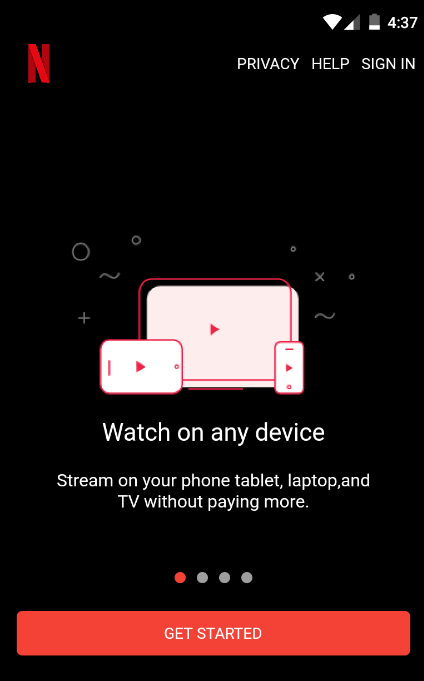 4:37
N
PRIVACY HELP SIGN IN
Watch on any device
Stream on your phone tablet, laptop,and
TV without paying more.
GET STARTED